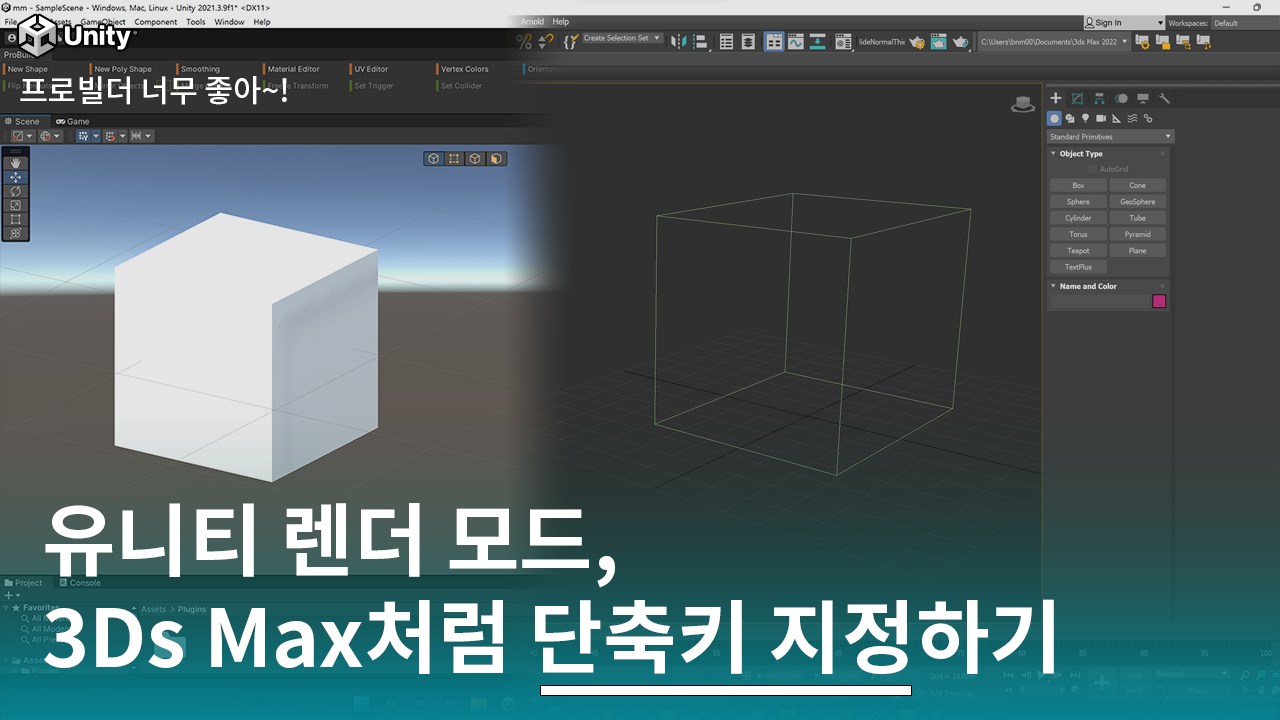 mm - SampleScene - Windows, Mac, Linux - Unity 2021.3.9f1* <DX11>
GameObject Component Tools Window Help
Arnold Help
Sign In Workspaces: Default
Unity
Create Selection Set
C:\Users\bnm00\Documents\3ds Max 2022
New Shape New Poly Shape Smoothing Material Editor UV Editor Vertex Colors
Set Trigger Set Collider
프로빌더 너무 좋아~!
Scene Game
Standard Primitives
Object Type
AutoGrid
Box Cone
Sphere GeoSphere
Cylinder Tube
Torus Pyramid
Teapot Plane
TextPlus
Name and Color
유니티 렌더 모드,
Project Console
Favorites
Assets > Plugins
3Ds Max처럼 단축키 지정하기